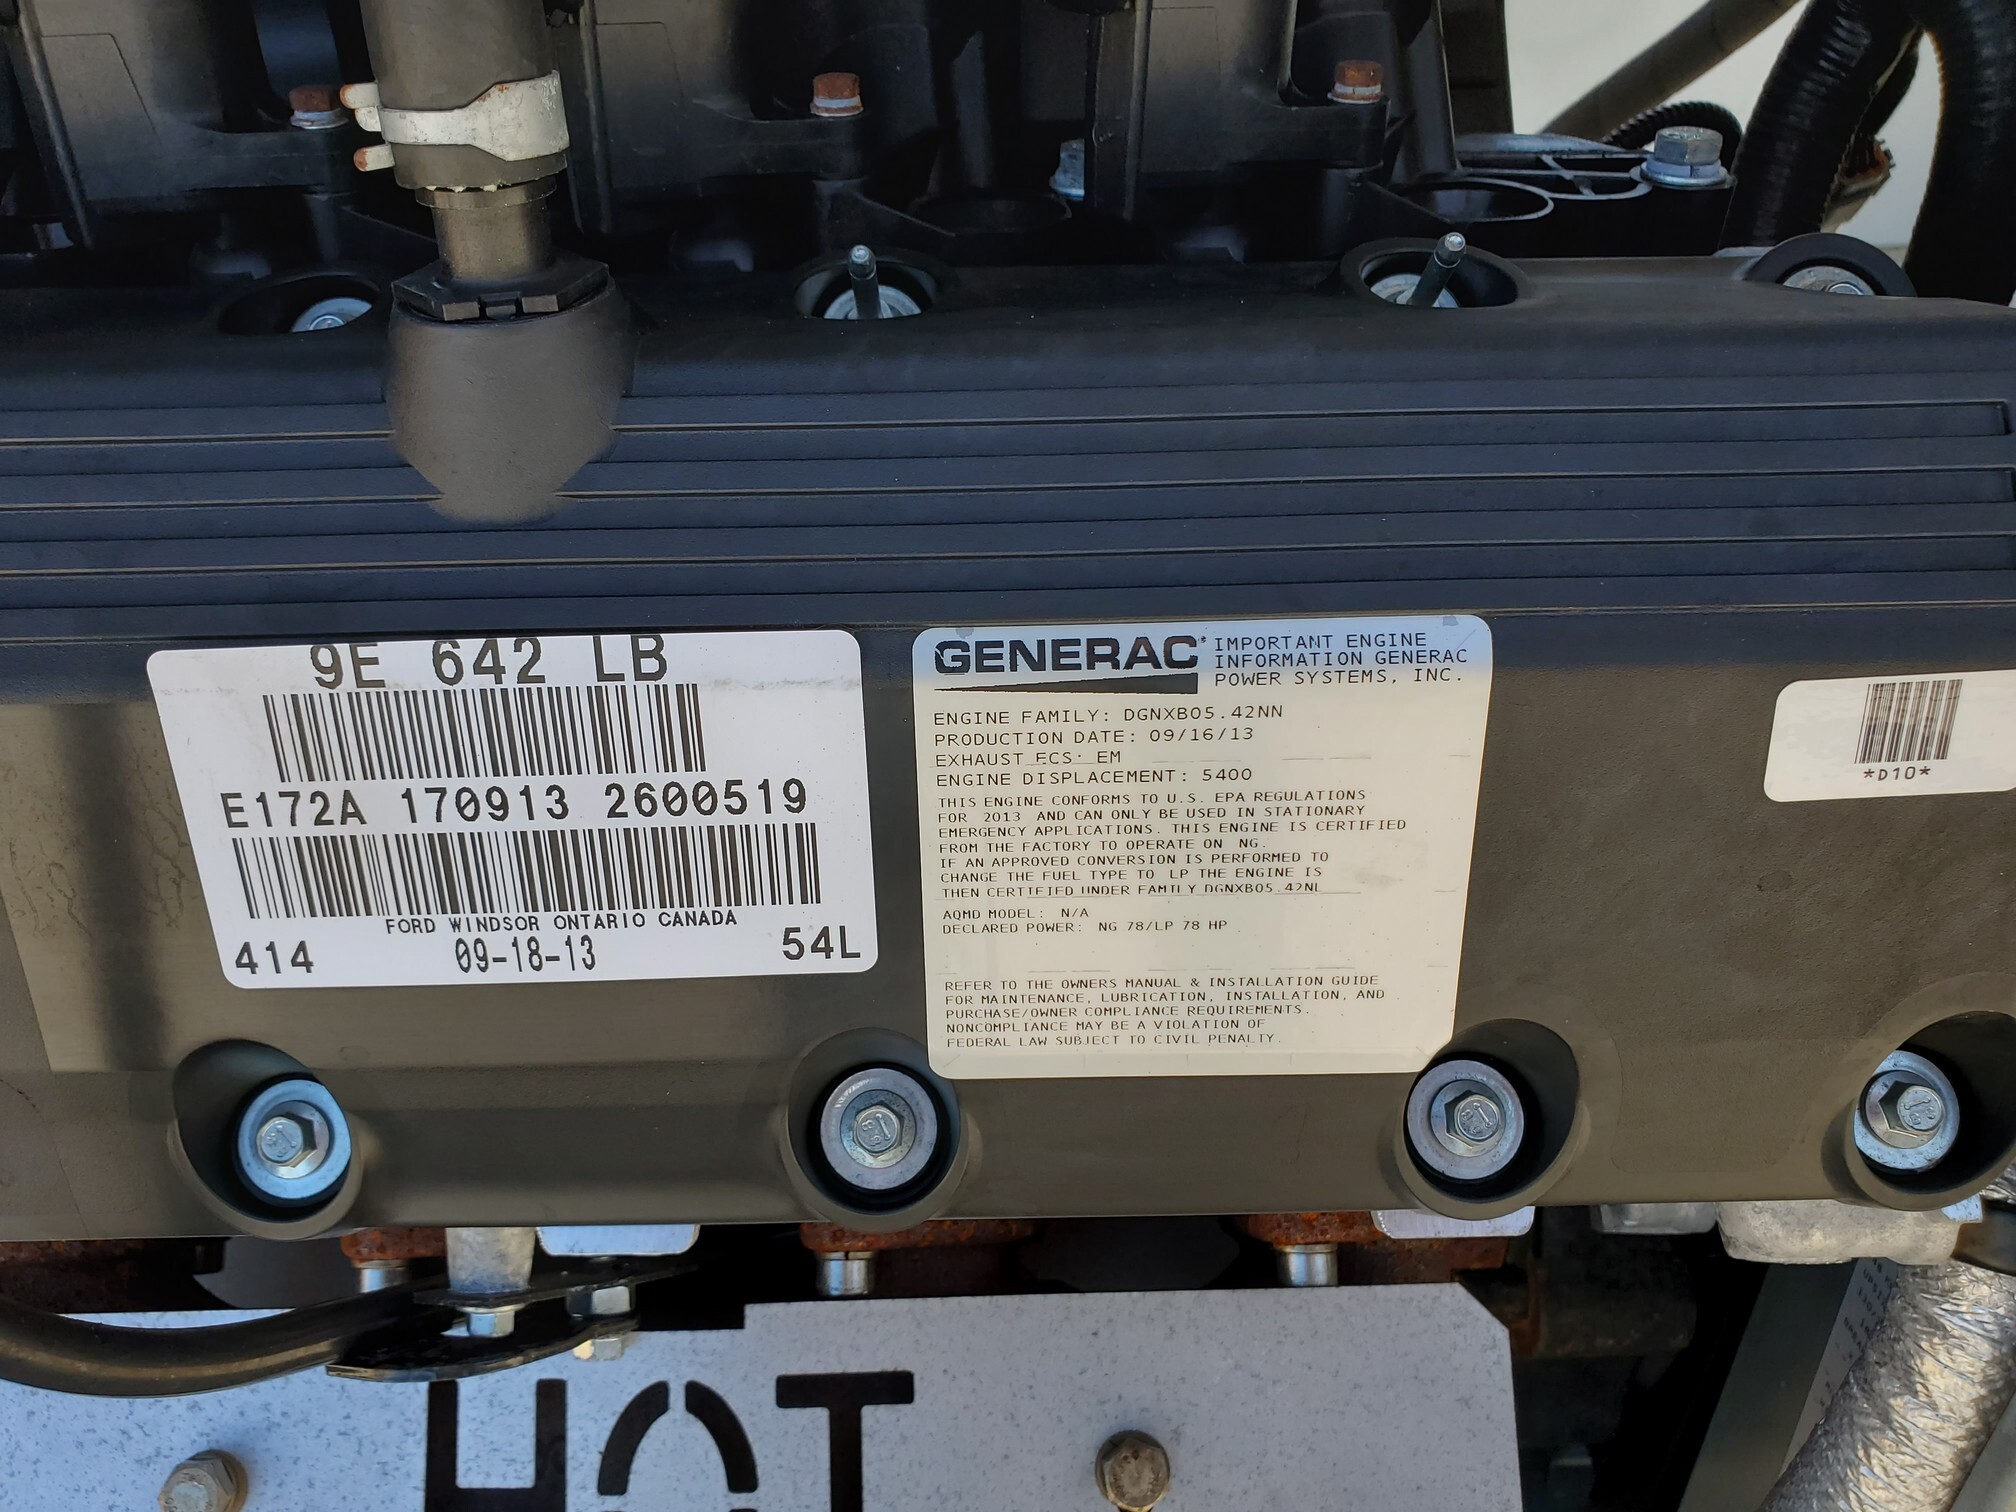 9E 642 LB
E172A 170913 2600519
FORD WINDSOR ONTARIO CANADA
414 09-18-13 54L
GENERAC IMPORTANT ENGINE
INFORMATION GENERAC
POWER SYSTEMS, INC.
ENGINE FAMILY: DGNXB05.42NN
PRODUCTION DATE: 09/16/13
EXHAUST ECS: EM
ENGINE DISPLACEMENT: 5400
THIS ENGINE CONFORMS TO U.S. EPA REGULATIONS
FOR 2013 AND CAN ONLY BE USED IN STATIONARY
EMERGENCY APPLICATIONS. THIS ENGINE IS CERTIFIED
FROM THE FACTORY TO OPERATE ON NG.
IF AN APPROVED CONVERSION IS PERFORMED TO
CHANGE THE FUEL TYPE TO LP THE ENGINE IS
THEN CERTIFIED UNDER FAMILY DGNXB05.42NL
AQMD MODEL: N/A
DECLARED POWER: NG 78/LP 78 HP
REFER TO THE OWNERS MANUAL & INSTALLATION GUIDE
FOR MAINTENANCE, LUBRICATION, INSTALLATION, AND
PURCHASE/OWNER COMPLIANCE REQUIREMENTS.
NONCOMPLIANCE MAY BE A VIOLATION OF
FEDERAL LAW SUBJECT TO CIVIL PENALTY.
*D10*
HOT